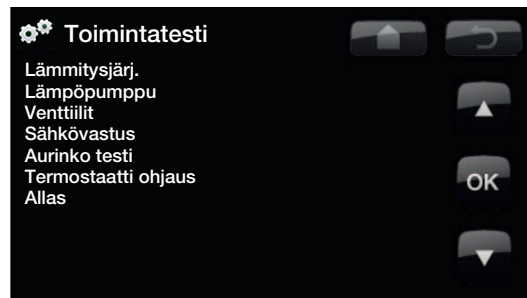 Toimintatesti
Lämmitysjärj.
Lämpöpumppu
Venttiilit
Sähkövastus
Aurinko testi
Termostaatti ohjaus
Allas
OK